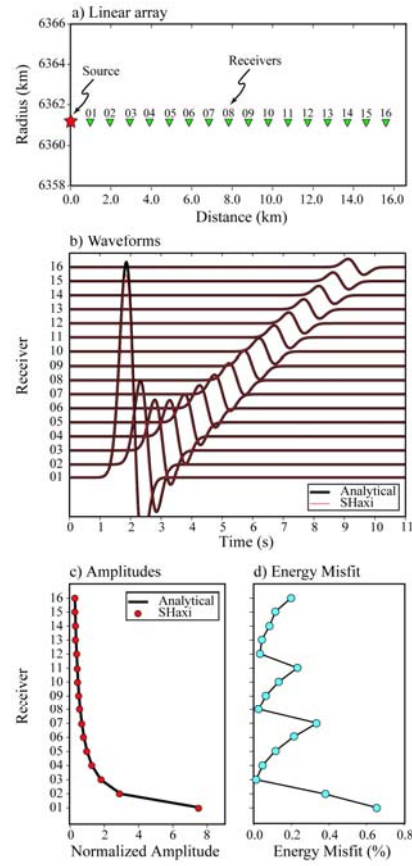 a) Linear array
6366
6363
6361
6360
6358
Radius (km)
Source
Receivers
01 02 03 04 05 06 07 08 09 10 11 12 13 14 15 16
0.0 2.0 4.0 6.0 8.0 10.0 12.0 14.0 16.0
Distance (km)
b) Waveforms
16
15
14
13
12
11
10
09
08
07
06
05
04
03
02
01
Receiver
Analytical
SHaxi
0 1 2 3 4 5 6 7 8 9 10 11
Time (s)
c) Amplitudes
16
15
14
13
12
11
10
09
08
07
06
05
04
03
02
01
Receiver
Analytical
SHaxi
0 2 4 6 8
Normalized Amplitude
d) Energy Misfit
0.0 0.2 0.4 0.6 0.8
Energy Misfit (%)